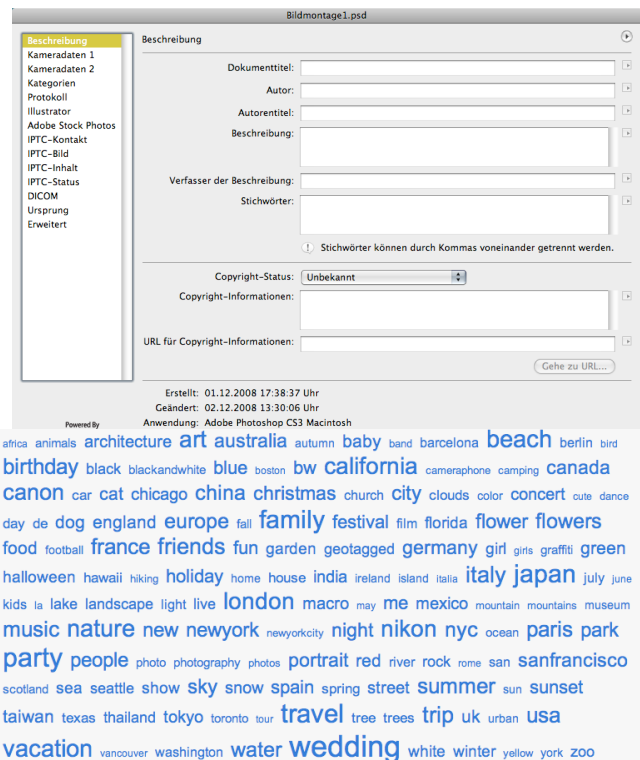 Bildmontage1.psd
Beschreibung
Kameradaten 1
Kameradaten 2
Kategorien
Protokoll
Illustrator
Adobe Stock Photos
IPTC-Kontakt
IPTC-Bild
IPTC-Inhalt
IPTC-Status
DICOM
Ursprung
Erweitert
Powered By
Beschreibung
Dokumenttitel:
Autor:
Autorentitel:
Beschreibung:
Verfasser der Beschreibung:
Stichwörter:
! Stichwörter können durch Kommas voneinander getrennt werden.
Copyright-Status: Unbekannt
Copyright-Informationen:
URL für Copyright-Informationen:
Gehe zu URL...
Erstellt: 01.12.2008 17:38:37 Uhr
Geändert: 02.12.2008 13:30:06 Uhr
Anwendung: Adobe Photoshop CS3 Macintosh
africa animals architecture art australia autumn baby band barcelona beach berlin bird
birthday black blackandwhite blue boston bw california cameraphone camping canada
canon car cat chicago china christmas church city clouds color concert cute dance
day de dog england europe fall family festival film florida flower flowers
food football france friends fun garden geotagged germany girl girls graffiti green
halloween hawaii hiking holiday home house india ireland island italia italy japan july june
kids la lake landscape light live london macro may me mexico mountain mountains museum
music nature new newyork newyorkcity night nikon nyc ocean paris park
party people photo photography photos portrait red river rock rome san sanfrancisco
scotland sea seattle show sky snow spain spring street summer sun sunset
taiwan texas thailand tokyo toronto tour travel tree trees trip uk urban usa
vacation vancouver washington water wedding white winter yellow york zoo